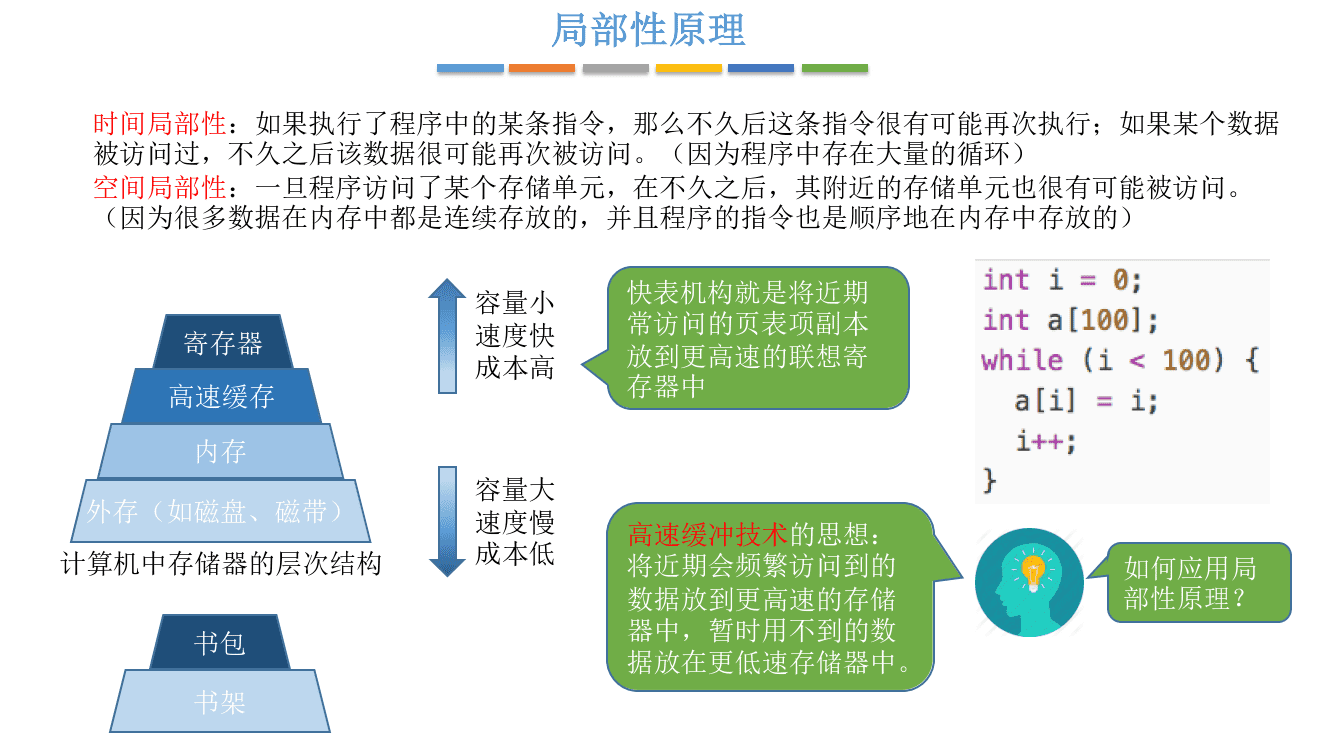 局部性原理
时间局部性：如果执行了程序中的某条指令，那么不久后这条指令很有可能再次执行；如果某个数据
被访问过，不久之后该数据很可能再次被访问。（因为程序中存在大量的循环）
空间局部性：一旦程序访问了某个存储单元，在不久之后，其附近的存储单元也很有可能被访问。
（因为很多数据在内存中都是连续存放的，并且程序的指令也是顺序地在内存中存放的）
寄存器
高速缓存
内存
外存（如磁盘、磁带）
计算机中存储器的层次结构
书包
书架
容量小
速度快
成本高
容量大
速度慢
成本低
快表机构就是将近期
常访问的页表项副本
放到更高速的联想寄
存器中
int i = 0;
int a[100];
while (i < 100) {
  a[i] = i;
  i++;
}
高速缓冲技术的思想：
将近期会频繁访问到的
数据放到更高速的存储
器中，暂时用不到的数
据放在更低速存储器中。
如何应用局
部性原理？